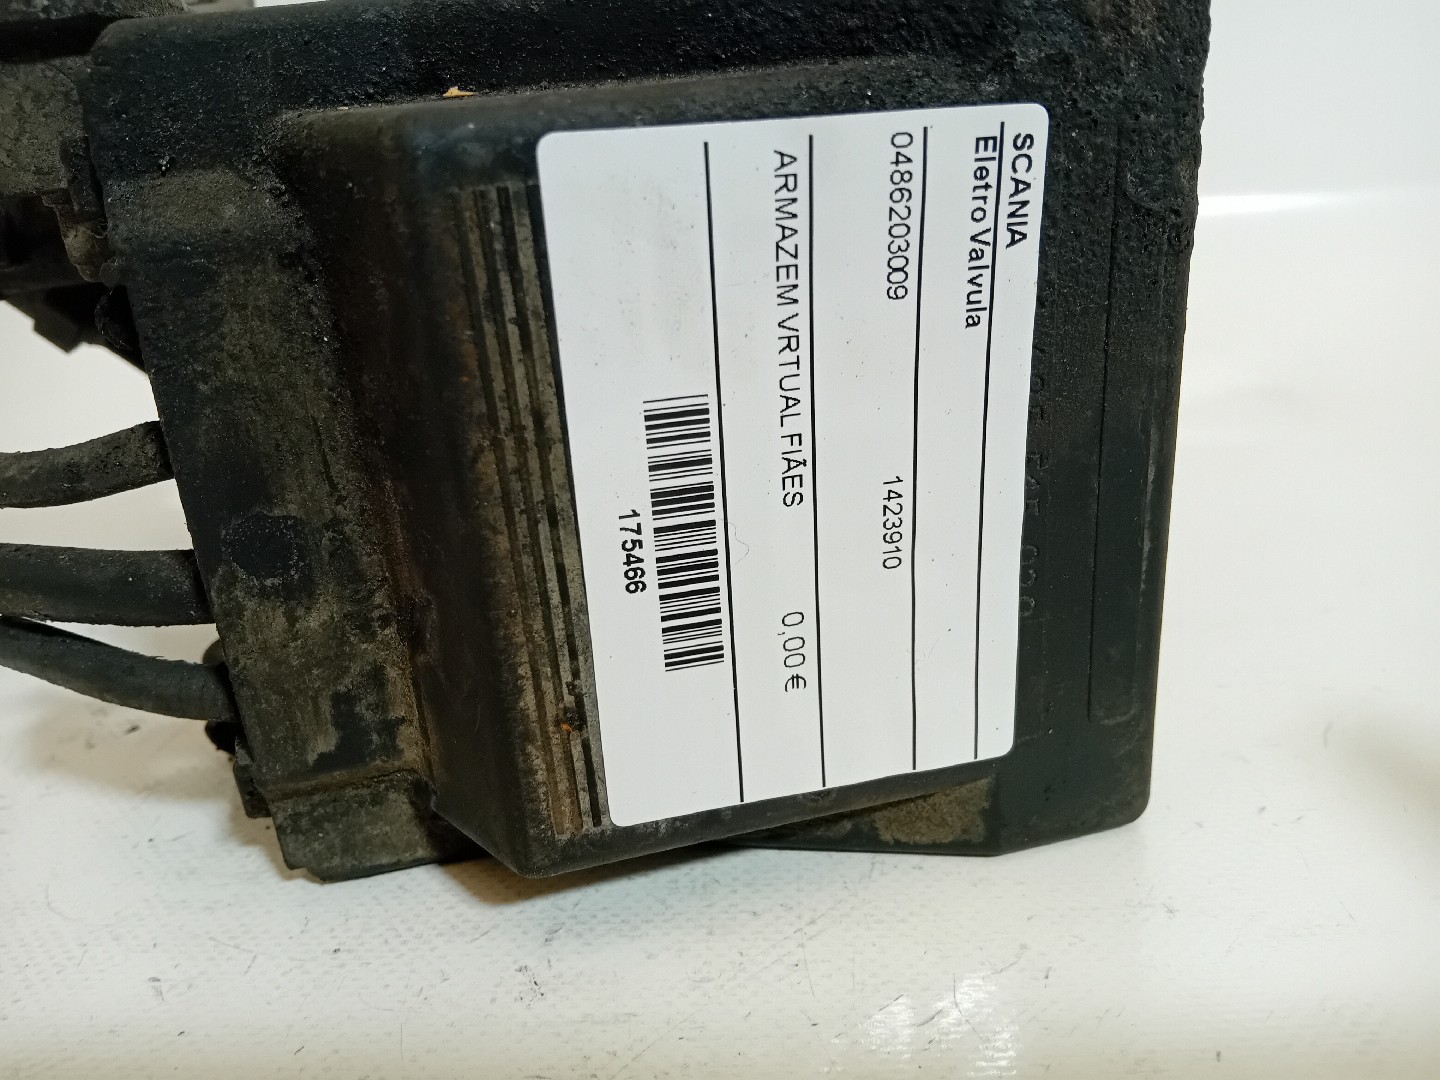 SCANIA
Eletro Valvula
0486203009 1423910
ARMAZEM VRTUAL FIÃES 0,00 €
175466